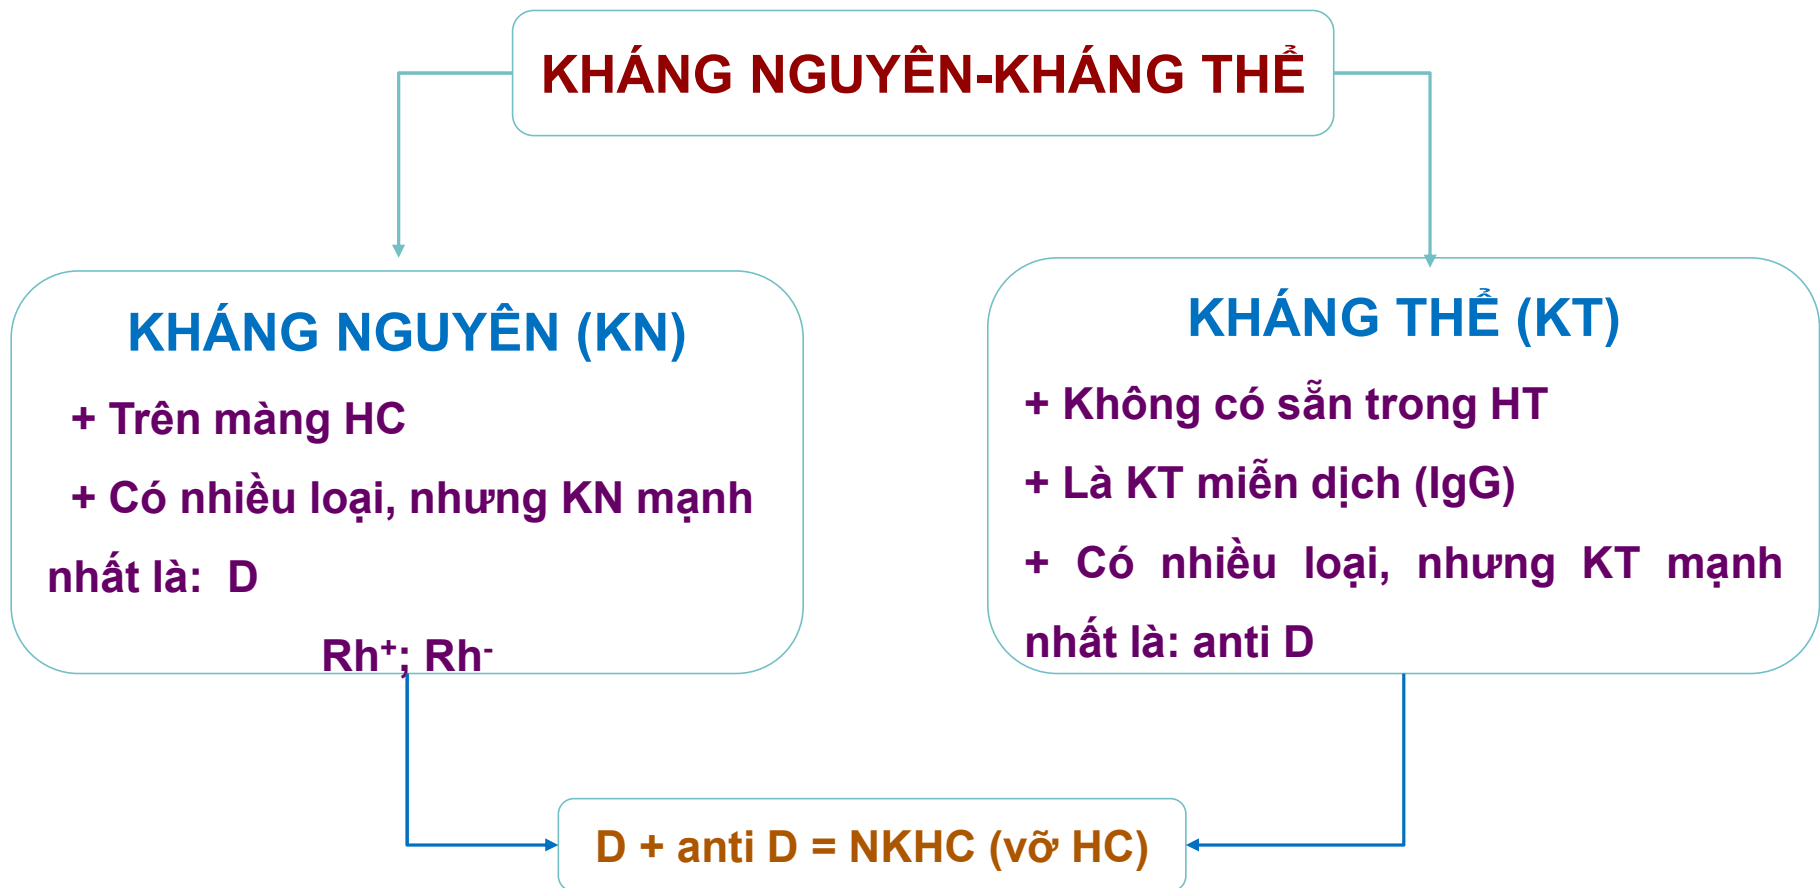 KHÁNG NGUYÊN-KHÁNG THỂ
KHÁNG NGUYÊN (KN)
+ Trên màng HC
+ Có nhiều loại, nhưng KN mạnh
nhất là: D
Rh⁺; Rh⁻
KHÁNG THỂ (KT)
+ Không có sẵn trong HT
+ Là KT miễn dịch (IgG)
+ Có nhiều loại, nhưng KT mạnh
nhất là: anti D
D + anti D = NKHC (vỡ HC)